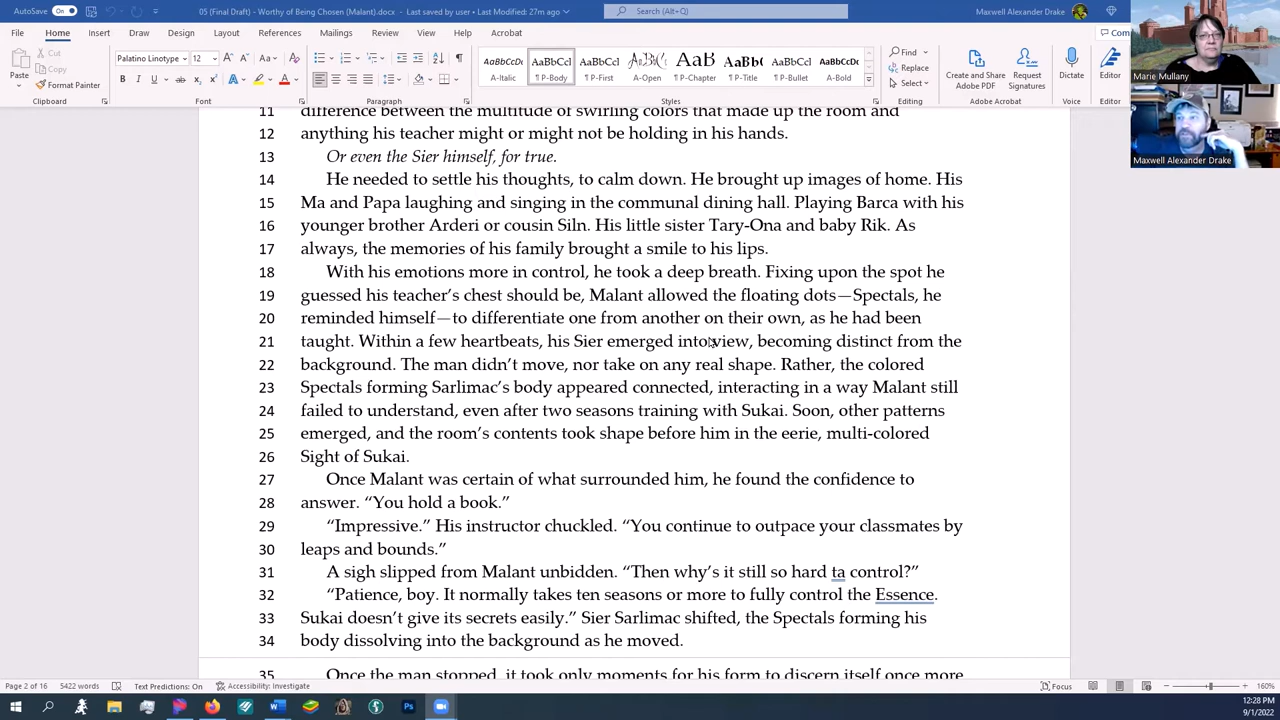 AutoSave On
05 (Final Draft) - Worthy of Being Chosen (Malant).docx - Last saved by user • Last Modified: 27m ago
Search (Alt+Q)
Maxwell Alexander Drake
File Home Insert Draw Design Layout References Mailings Review View Help Acrobat Com
Paste
Cut
Copy
Format Painter
Clipboard
Palatino Linotype 12
Font
Paragraph
A-Italic ¶ P-Body ¶ P-First A-Open ¶ P-Chapter ¶ P-Title ¶ P-Bullet A-Bold
Styles
Find
Replace
Select
Editing
Create and Share Adobe PDF
Request Signatures
Adobe Acrobat
Dictate
Voice
Editor
Editor
Marie Mullany
Maxwell Alexander Drake
11 difference between the multitude of swirling colors that made up the room and
12 anything his teacher might or might not be holding in his hands.
13 Or even the Sier himself, for true.
14 He needed to settle his thoughts, to calm down. He brought up images of home. His
15 Ma and Papa laughing and singing in the communal dining hall. Playing Barca with his
16 younger brother Arderi or cousin Siln. His little sister Tary-Ona and baby Rik. As
17 always, the memories of his family brought a smile to his lips.
18 With his emotions more in control, he took a deep breath. Fixing upon the spot he
19 guessed his teacher’s chest should be, Malant allowed the floating dots—Spectals, he
20 reminded himself—to differentiate one from another on their own, as he had been
21 taught. Within a few heartbeats, his Sier emerged into view, becoming distinct from the
22 background. The man didn’t move, nor take on any real shape. Rather, the colored
23 Spectals forming Sarlimac’s body appeared connected, interacting in a way Malant still
24 failed to understand, even after two seasons training with Sukai. Soon, other patterns
25 emerged, and the room’s contents took shape before him in the eerie, multi-colored
26 Sight of Sukai.
27 Once Malant was certain of what surrounded him, he found the confidence to
28 answer. “You hold a book.”
29 “Impressive.” His instructor chuckled. “You continue to outpace your classmates by
30 leaps and bounds.”
31 A sigh slipped from Malant unbidden. “Then why’s it still so hard ta control?”
32 “Patience, boy. It normally takes ten seasons or more to fully control the Essence.
33 Sukai doesn’t give its secrets easily.” Sier Sarlimac shifted, the Spectals forming his
34 body dissolving into the background as he moved.
35 Once the man stopped, it took only moments for his form to discern itself once more
Page 2 of 16 5422 words Text Predictions: On Accessibility: Investigate Focus 160%
12:28 PM
9/1/2022